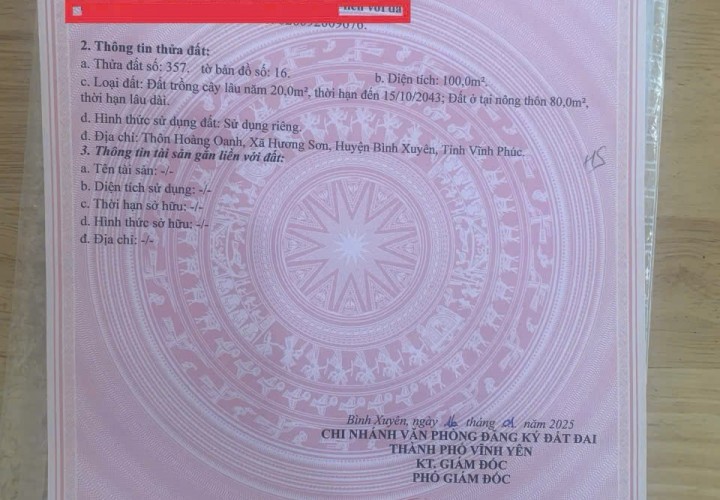 liền với đấ
2. Thông tin thửa đất:
a. Thửa đất số: 357. tờ bản đồ số: 16. b. Diện tích: 100,0m².
c. Loại đất: Đất trồng cây lâu năm 20,0m², thời hạn đến 15/10/2043; Đất ở tại nông thôn 80,0m²,
thời hạn lâu dài.
d. Hình thức sử dụng đất: Sử dụng riêng.
đ. Địa chỉ: Thôn Hoàng Oanh, Xã Hương Sơn, Huyện Bình Xuyên, Tỉnh Vĩnh Phúc.
3. Thông tin tài sản gắn liền với đất:
a. Tên tài sản: -/-
b. Diện tích sử dụng: -/-
c. Thời hạn sở hữu: -/-
d. Hình thức sở hữu: -/-
đ. Địa chỉ: -/-
HS
Bình Xuyên, ngày 16 tháng 01 năm 2025
CHI NHÁNH VĂN PHÒNG ĐĂNG KÝ ĐẤT ĐAI
THÀNH PHỐ VĨNH YÊN
KT. GIÁM ĐỐC
PHÓ GIÁM ĐỐC